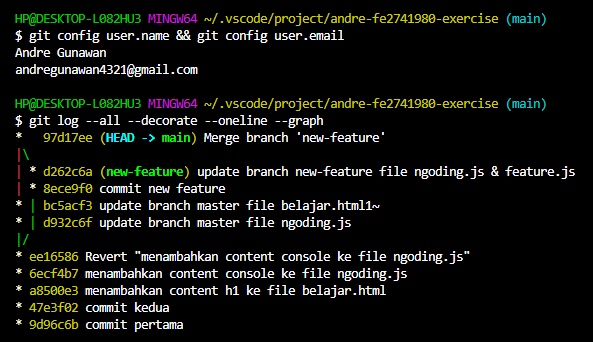 HP@DESKTOP-L082HU3 MINGW64 ~/.vscode/project/andre-fe2741980-exercise (main)
$ git config user.name && git config user.email
Andre Gunawan
andregunawan4321@gmail.com

HP@DESKTOP-L082HU3 MINGW64 ~/.vscode/project/andre-fe2741980-exercise (main)
$ git log --all --decorate --oneline --graph
*   97d17ee (HEAD -> main) Merge branch 'new-feature'
|\
| * d262c6a (new-feature) update branch new-feature file ngoding.js & feature.js
| * 8ece9f0 commit new feature
* | bc5acf3 update branch master file belajar.html1~
* | d932c6f update branch master file ngoding.js
|/
* ee16586 Revert "menambahkan content console ke file ngoding.js"
* 6ecf4b7 menambahkan content console ke file ngoding.js
* a8500e3 menambahkan content h1 ke file belajar.html
* 47e3f02 commit kedua
* 9d96c6b commit pertama